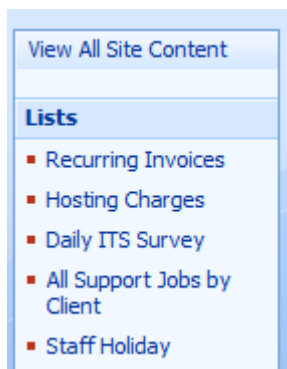 View All Site Content
Lists
Recurring Invoices
Hosting Charges
Daily ITS Survey
All Support Jobs by
Client
Staff Holiday